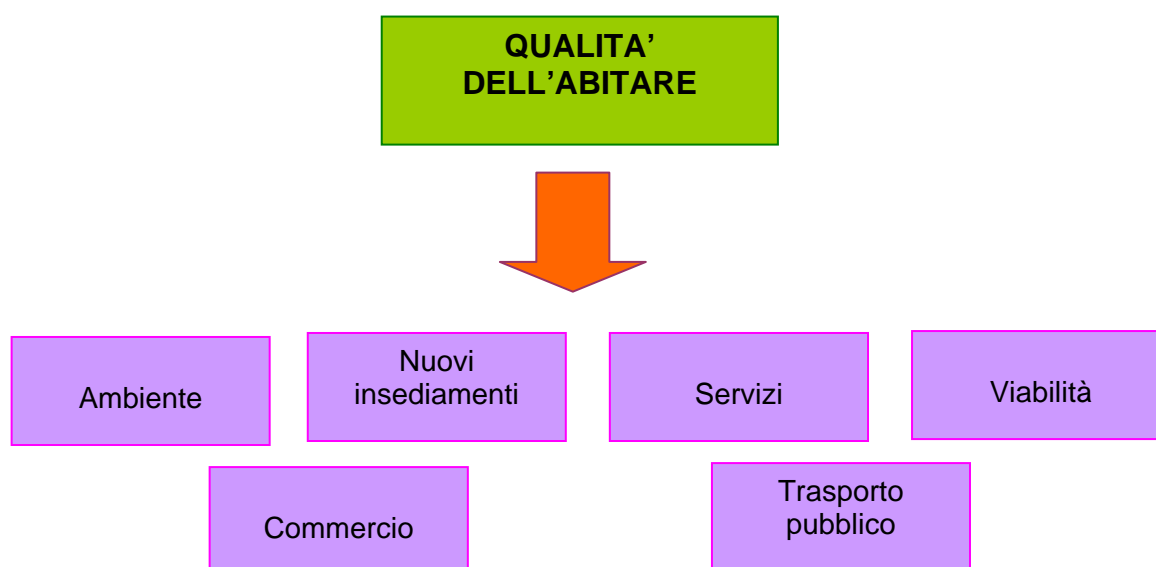 QUALITA’
DELL’ABITARE
Ambiente
Nuovi
insediamenti
Servizi
Viabilità
Commercio
Trasporto
pubblico